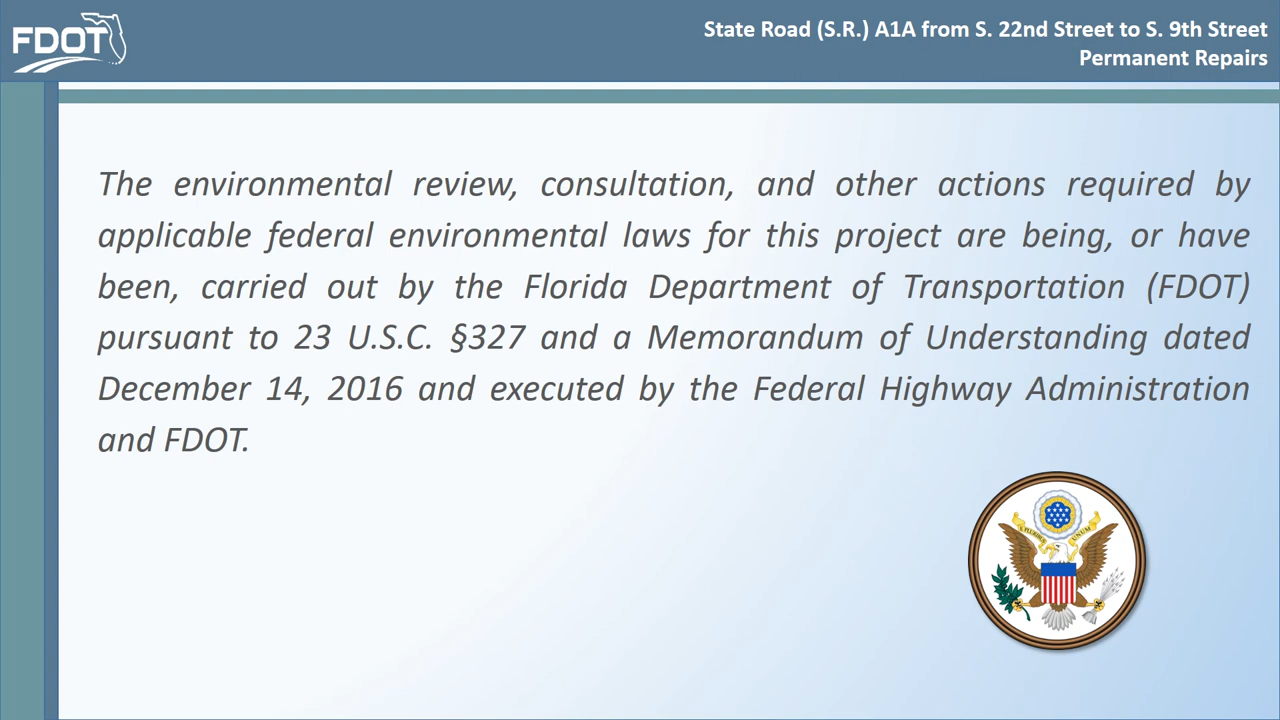 FDOT
State Road (S.R.) A1A from S. 22nd Street to S. 9th Street
Permanent Repairs
The environmental review, consultation, and other actions required by
applicable federal environmental laws for this project are being, or have
been, carried out by the Florida Department of Transportation (FDOT)
pursuant to 23 U.S.C. §327 and a Memorandum of Understanding dated
December 14, 2016 and executed by the Federal Highway Administration
and FDOT.
E PLURIBUS UNUM